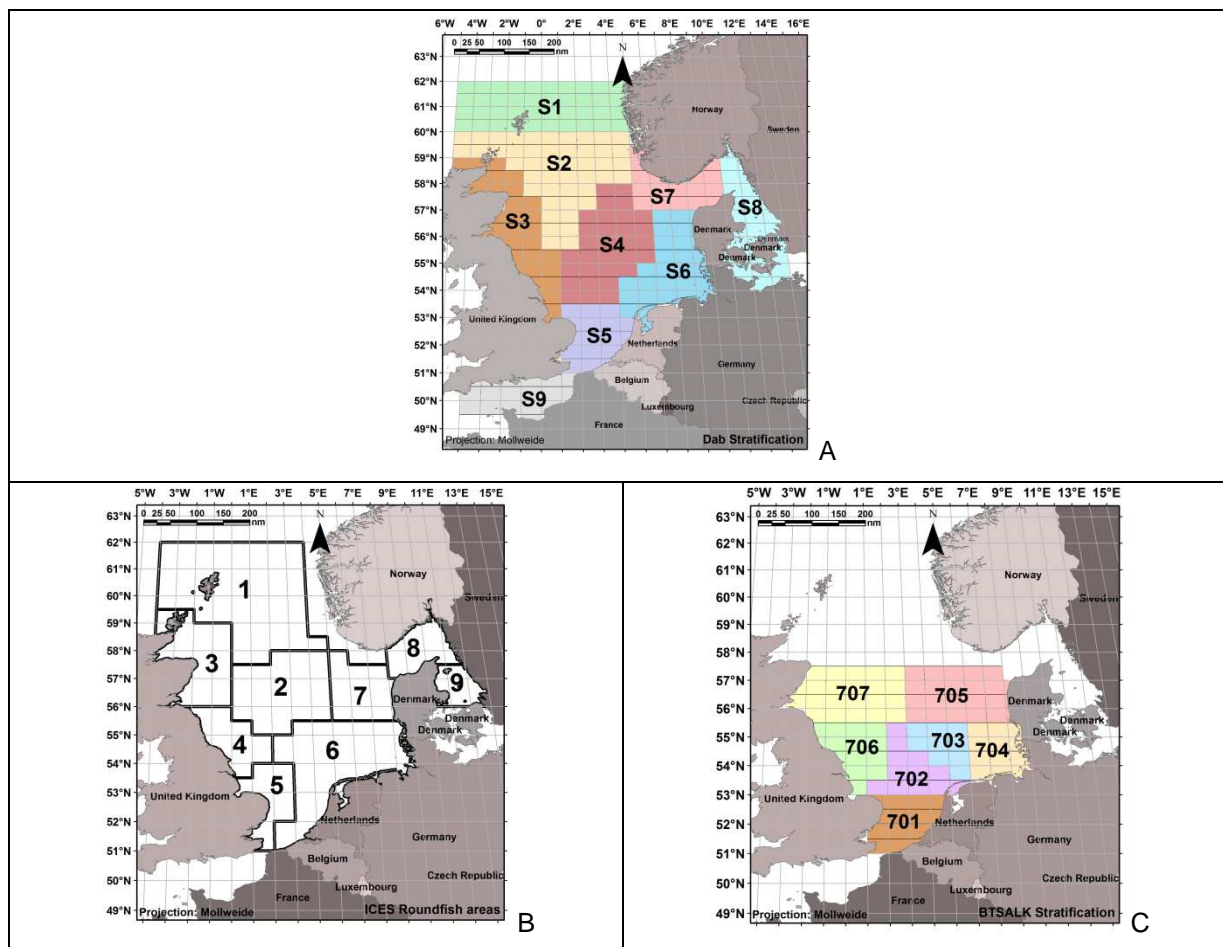 6°W 4°W 2°W 0° 2°E 4°E 6°E 8°E 10°E 12°E 14°E 16°E
0 25 50 100 150 200
nm
N
63°N
62°N
61°N
60°N
59°N
58°N
57°N
56°N
55°N
54°N
53°N
52°N
51°N
50°N
49°N
S1
Norway
Sweden
S2
S7
S3
S8
Denmark
S4
Denmark
Denmark
Denmark
S6
United Kingdom
S5
Netherlands
Germany
Belgium
S9
Luxembourg
Czech Republic
France
Projection: Mollweide
Dab Stratification
A
5°W 3°W 1°W 1°E 3°E 5°E 7°E 9°E 11°E 13°E 15°E
0 25 50 100 150 200
nm
N
63°N
62°N
61°N
60°N
59°N
58°N
57°N
56°N
55°N
54°N
53°N
52°N
51°N
50°N
49°N
1
Norway
Sweden
8
3
2
7
9
Denmark
Denmark
Denmark
4
6
5
United Kingdom
Netherlands
Germany
Belgium
Czech Republic
Luxembourg
France
Projection: Mollweide
ICES Roundfish areas
B
5°W 3°W 1°W 1°E 3°E 5°E 7°E 9°E 11°E 13°E 15°E
0 25 50 100 150 200
nm
N
63°N
62°N
61°N
60°N
59°N
58°N
57°N
56°N
55°N
54°N
53°N
52°N
51°N
50°N
49°N
Norway
Sweden
707
705
Denmark
Denmark
Denmark
706
703
704
702
United Kingdom
701
Netherlands
Germany
Belgium
Czech Republic
Luxembourg
France
Projection: Mollweide
BTSALK Stratification
C